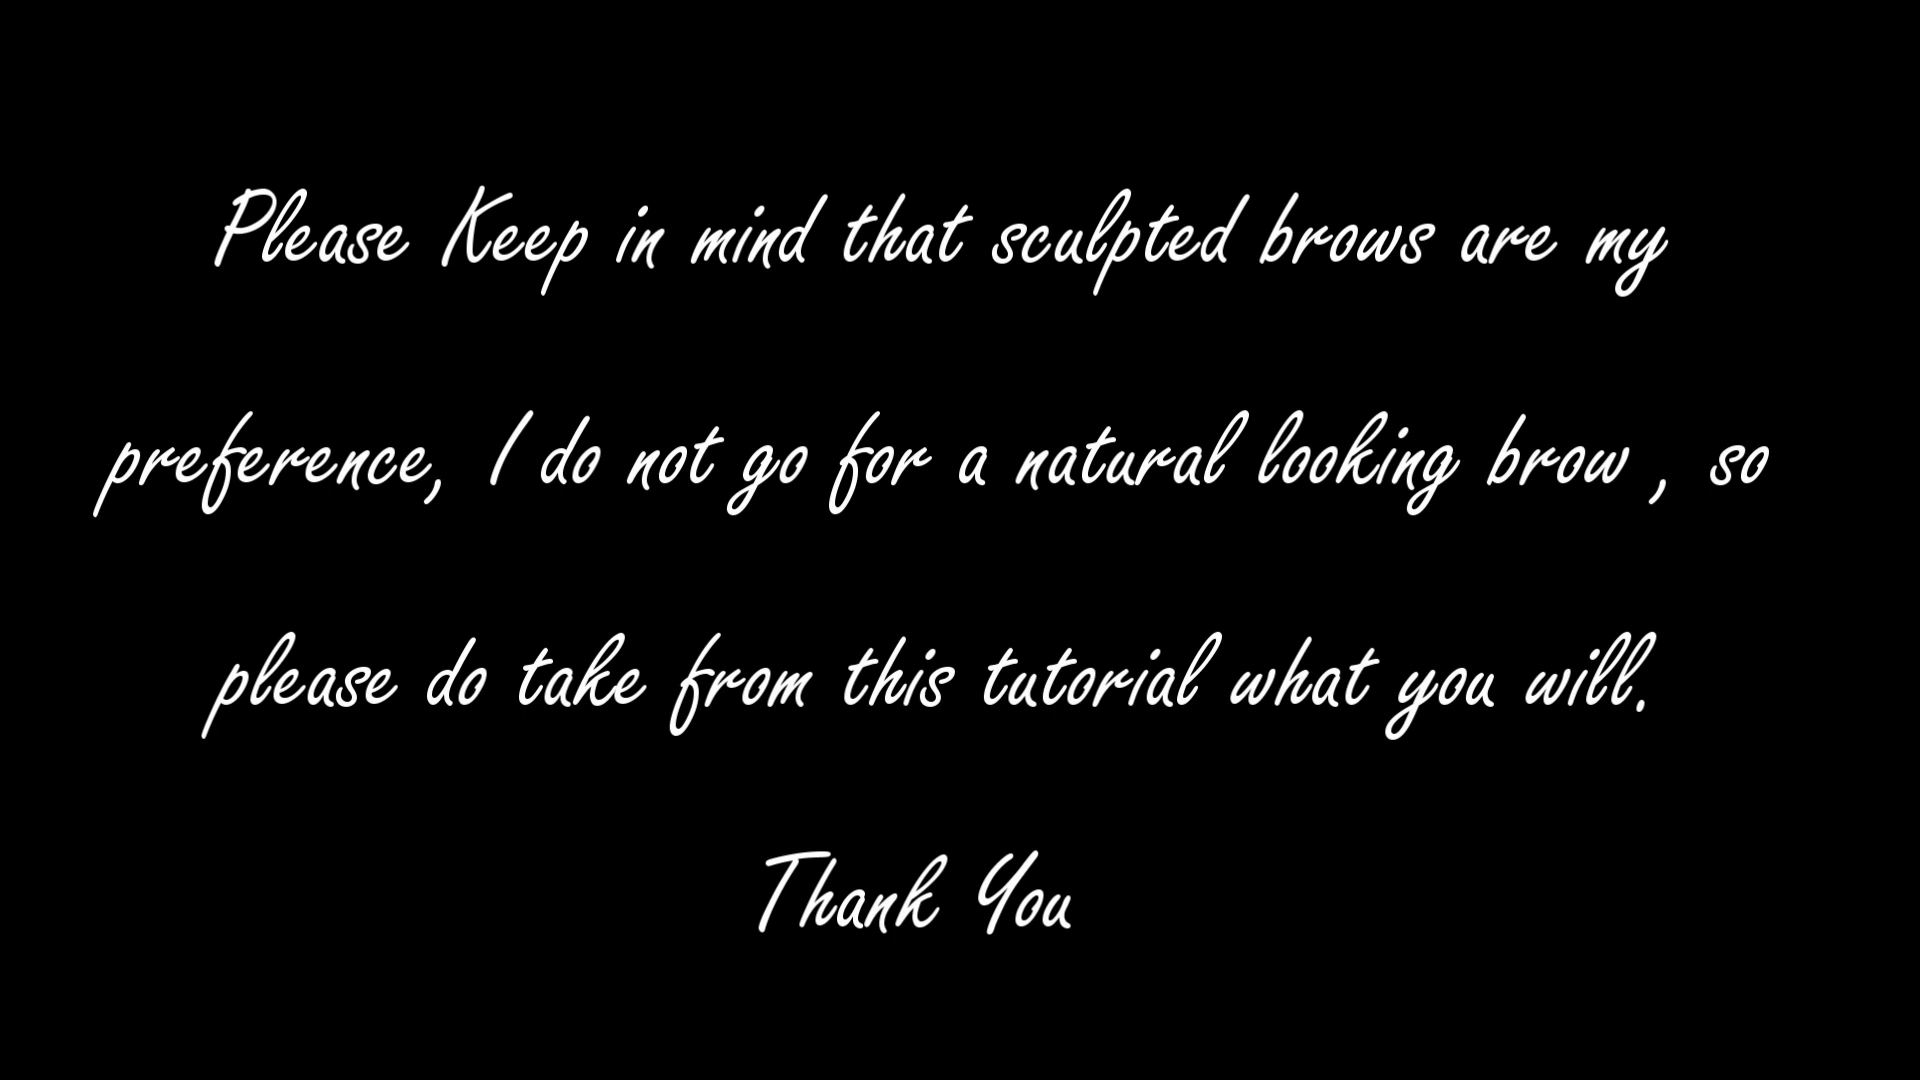 Please Keep in mind that sculpted brows are my
preference, I do not go for a natural looking brow , so
please do take from this tutorial what you will.
Thank You